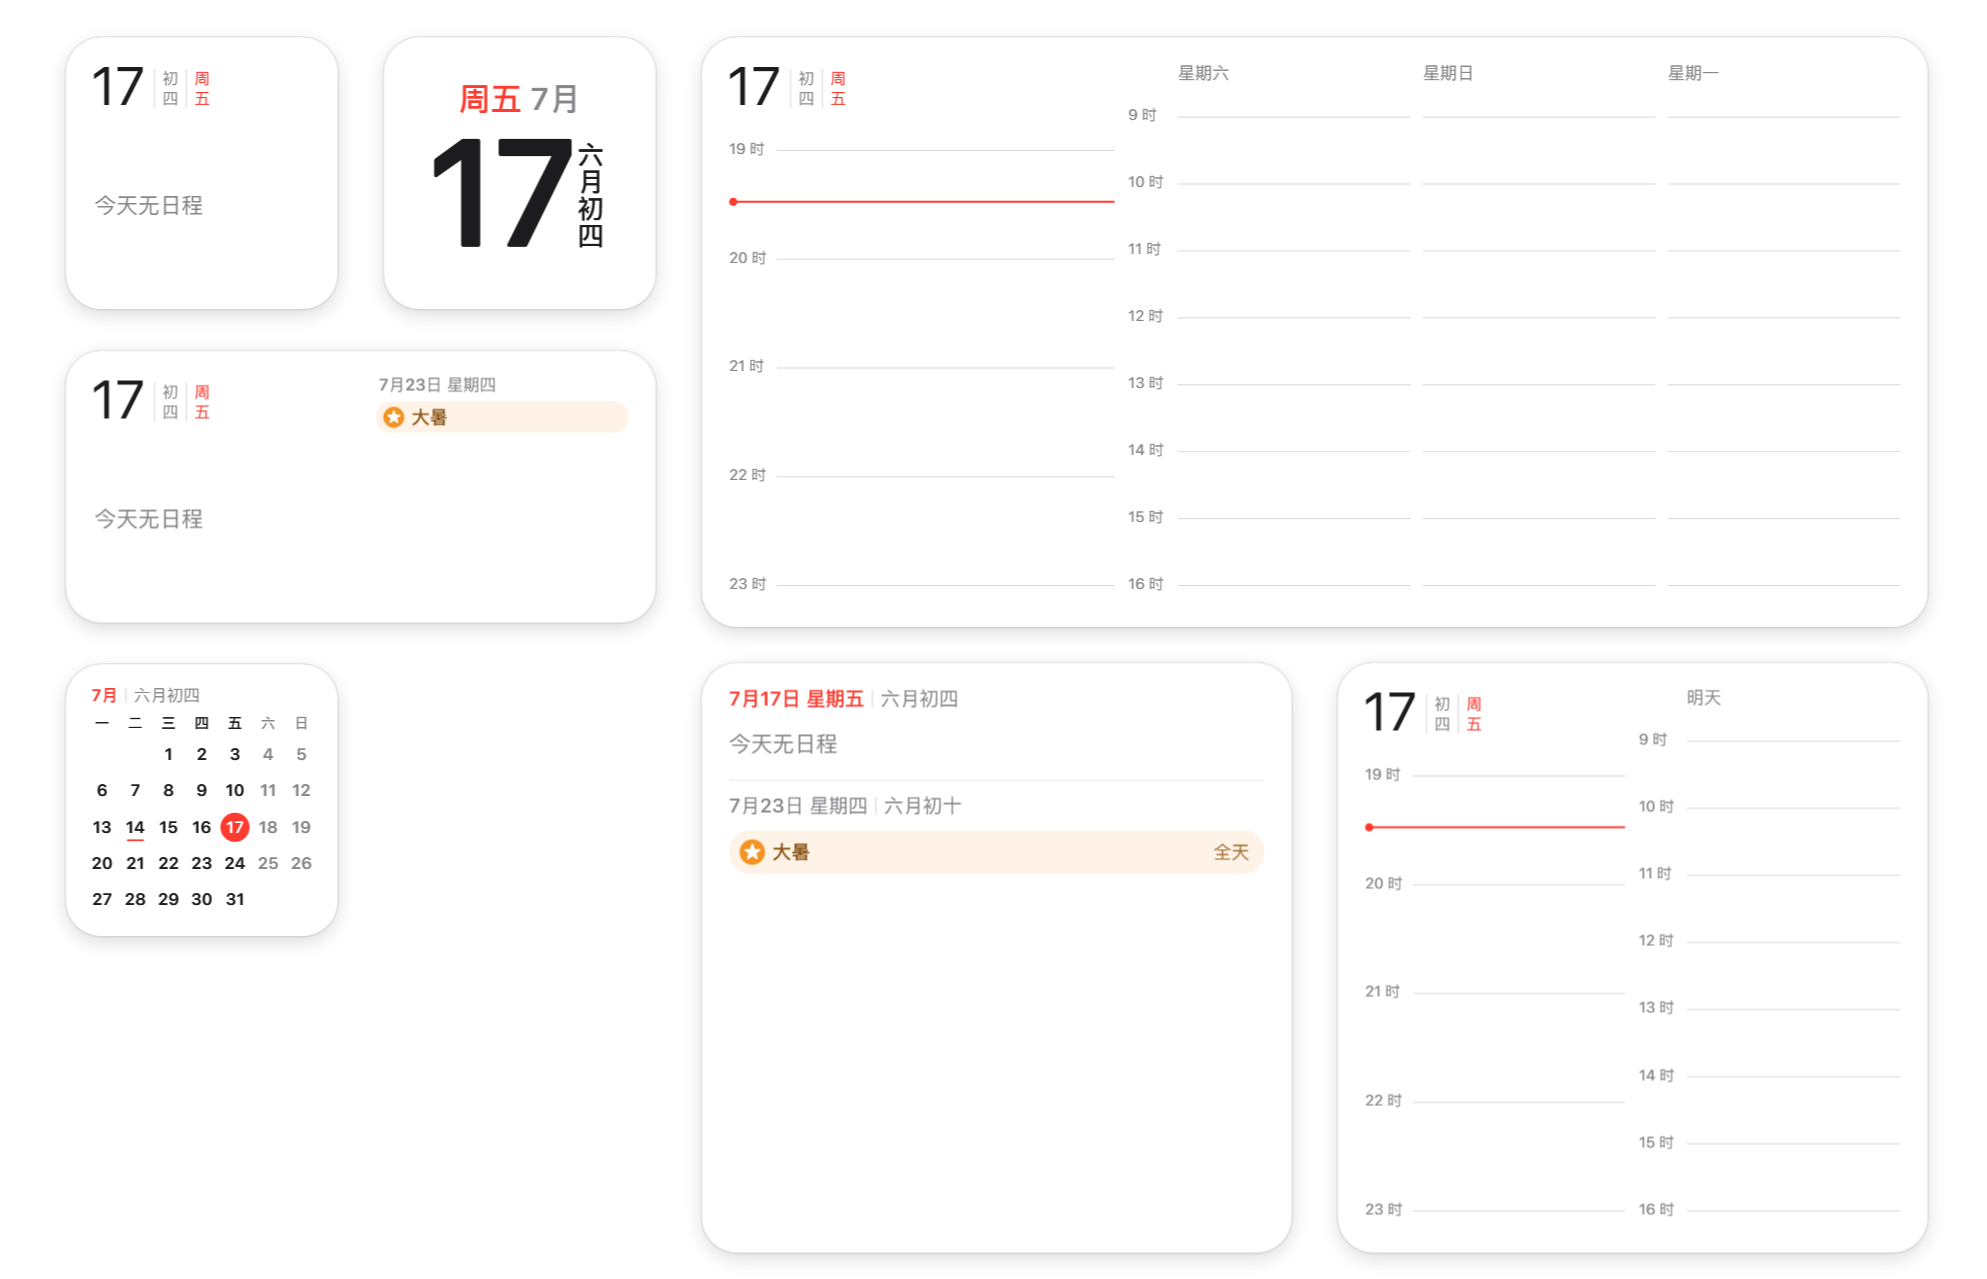 17 初四 周五
今天无日程
周五 7月
17 六月初四
17 初四 周五
今天无日程
7月23日 星期四
大暑
17 初四 周五
19 时
20 时
21 时
22 时
23 时
星期六 星期日 星期一
9 时
10 时
11 时
12 时
13 时
14 时
15 时
16 时
7月 六月初四
一 二 三 四 五 六 日
1 2 3 4 5
6 7 8 9 10 11 12
13 14 15 16 17 18 19
20 21 22 23 24 25 26
27 28 29 30 31
7月17日 星期五 六月初四
今天无日程
7月23日 星期四 六月初十
大暑 全天
17 初四 周五
19 时
20 时
21 时
22 时
23 时
明天
9 时
10 时
11 时
12 时
13 时
14 时
15 时
16 时